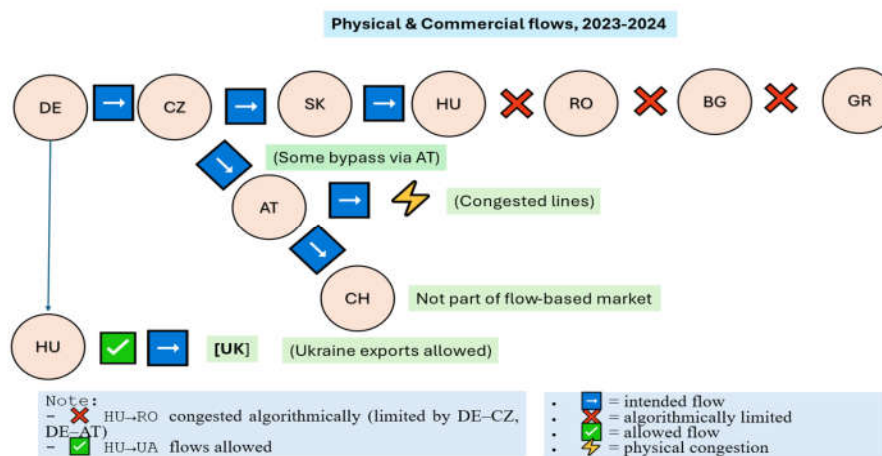 Physical & Commercial flows, 2023-2024
DE
CZ
SK
HU
RO
BG
GR
(Some bypass via AT)
AT
(Congested lines)
CH
Not part of flow-based market
HU
[UK]
(Ukraine exports allowed)
Note:
– ❌ HU→RO congested algorithmically (limited by DE–CZ,
DE–AT)
– ✅ HU→UA flows allowed
• ➡ = intended flow
• ❌ = algorithmically limited
• ✅ = allowed flow
• ⚡ = physical congestion